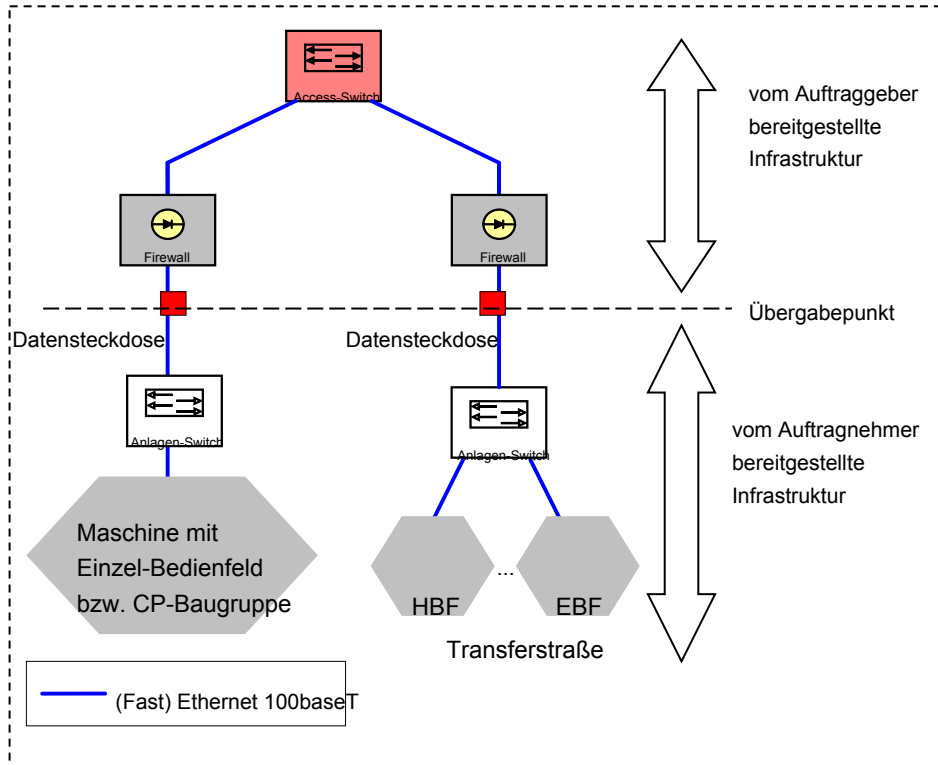 Access-Switch
vom Auftraggeber
bereitgestellte
Infrastruktur
Firewall
Firewall
Übergabepunkt
Datensteckdose
Datensteckdose
Anlagen-Switch
Anlagen-Switch
vom Auftragnehmer
bereitgestellte
Infrastruktur
Maschine mit
Einzel-Bedienfeld
bzw. CP-Baugruppe
HBF
...
EBF
Transferstraße
(Fast) Ethernet 100baseT